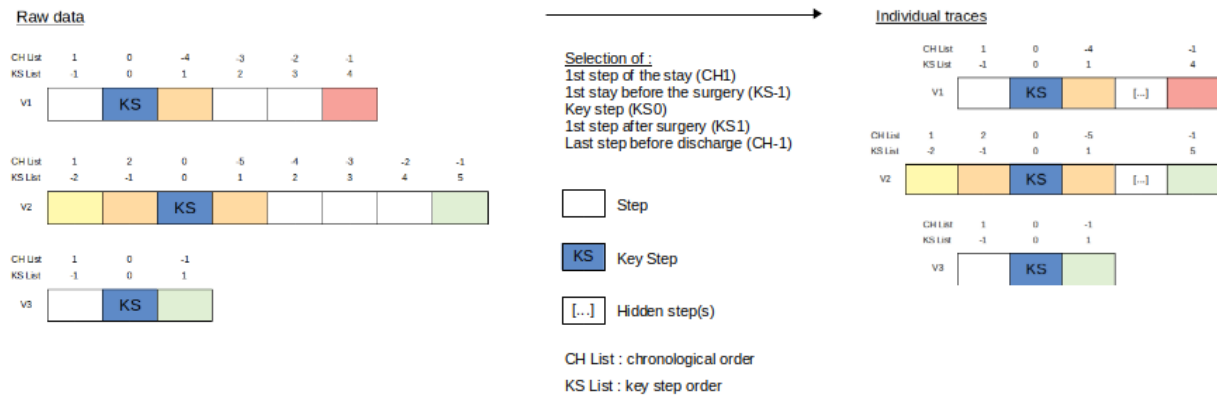 Raw data
CH List 1 0 -4 -3 -2 -1
KS List -1 0 1 2 3 4
V1 KS
CH List 1 2 0 -5 -4 -3 -2 -1
KS List -2 -1 0 1 2 3 4 5
V2 KS
CH List 1 0 -1
KS List -1 0 1
V3 KS
Selection of :
1st step of the stay (CH1)
1st stay before the surgery (KS-1)
Key step (KS0)
1st step after surgery (KS1)
Last step before discharge (CH-1)
Step
KS Key Step
[...] Hidden step(s)
CH List : chronological order
KS List : key step order
Individual traces
CH List 1 0 -4 -1
KS List -1 0 1 4
V1 KS [...]
CH List 1 2 0 -5 -1
KS List -2 -1 0 1 5
V2 KS [...]
CH List 1 0 -1
KS List -1 0 1
V3 KS